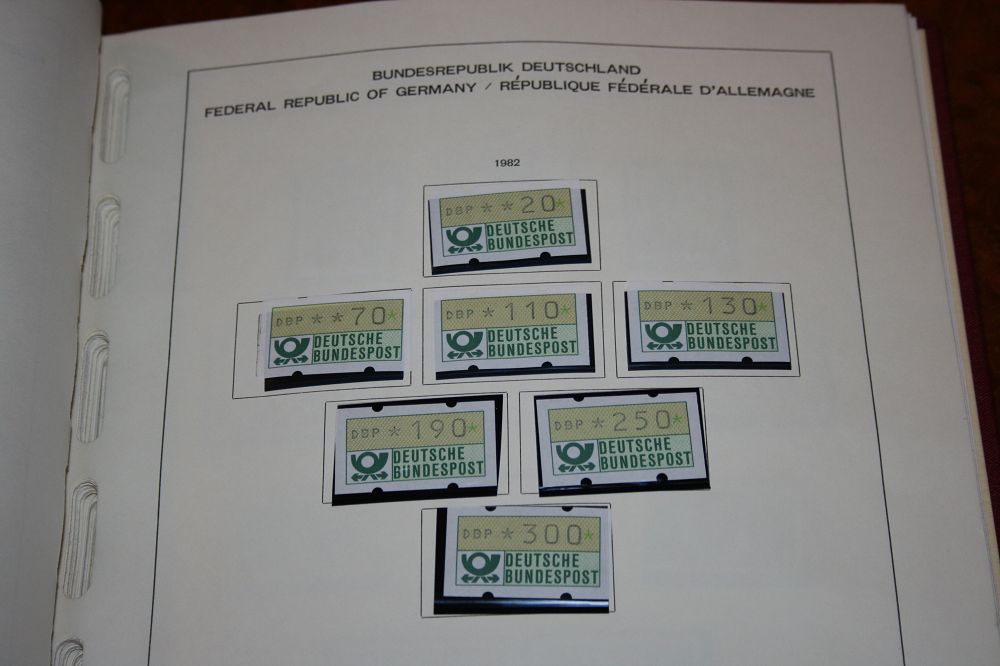 BUNDESREPUBLIK DEUTSCHLAND
FEDERAL REPUBLIC OF GERMANY / RÉPUBLIQUE FÉDÉRALE D'ALLEMAGNE
1982
DBP **20*
DEUTSCHE
BUNDESPOST
DBP **70*
DEUTSCHE
BUNDESPOST
DBP *110*
DEUTSCHE
BUNDESPOST
DBP *130*
DEUTSCHE
BUNDESPOST
DBP *190*
DEUTSCHE
BÜNDESPOST
DBP *250*
DEUTSCHE
BUNDESPOST
DBP *300*
DEUTSCHE
BUNDESPOST